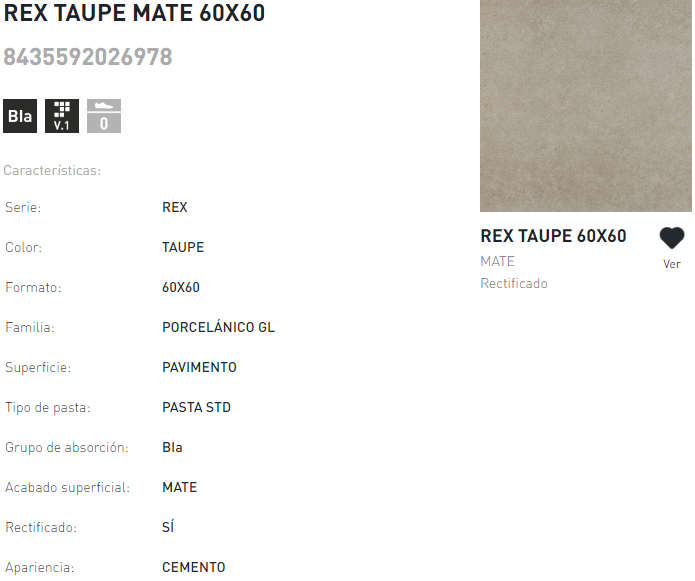 REX TAUPE MATE 60X60
8435592026978
BIa
V.1
0
Características:
Serie: REX
Color: TAUPE
Formato: 60X60
Familia: PORCELÁNICO GL
Superficie: PAVIMENTO
Tipo de pasta: PASTA STD
Grupo de absorción: BIa
Acabado superficial: MATE
Rectificado: SÍ
Apariencia: CEMENTO
REX TAUPE 60X60
MATE
Rectificado
Ver